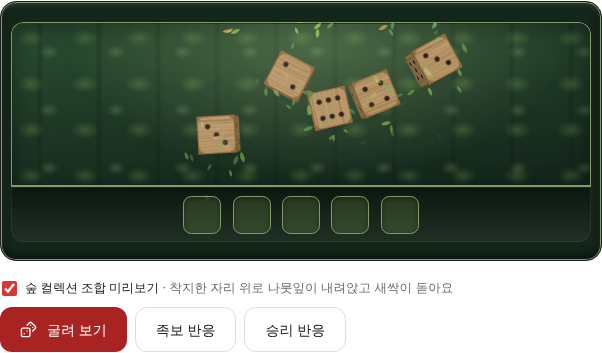 숲 컬렉션 조합 미리보기 · 착지한 자리 위로 나뭇잎이 내려앉고 새싹이 돋아요
굴려 보기 족보 반응 승리 반응